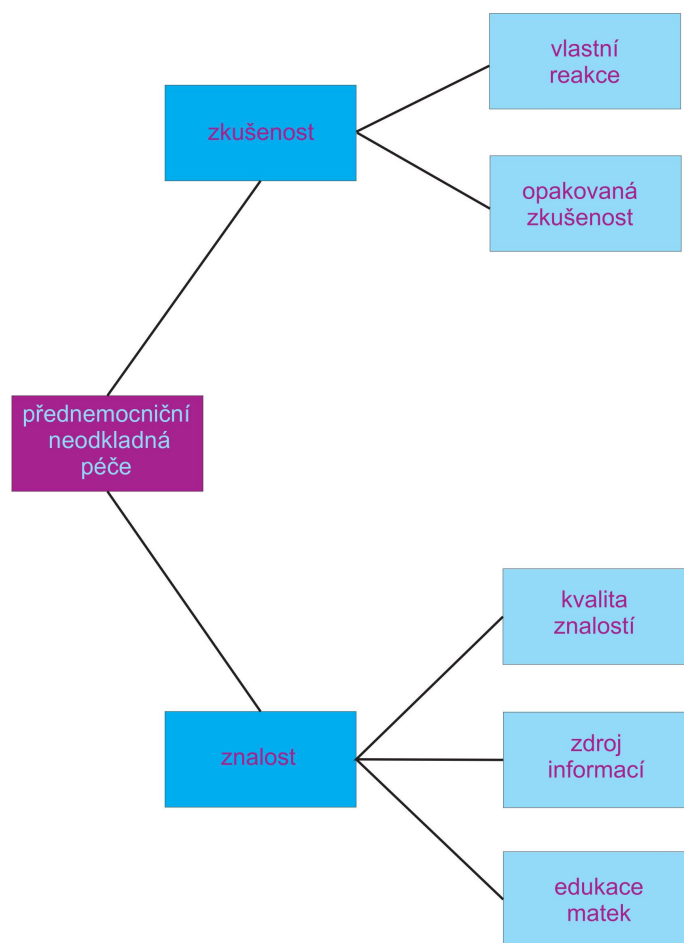 vlastní
reakce
zkušenost
opakovaná
zkušenost
přednemocniční
neodkladná
péče
kvalita
znalostí
znalost
zdroj
informací
edukace
matek